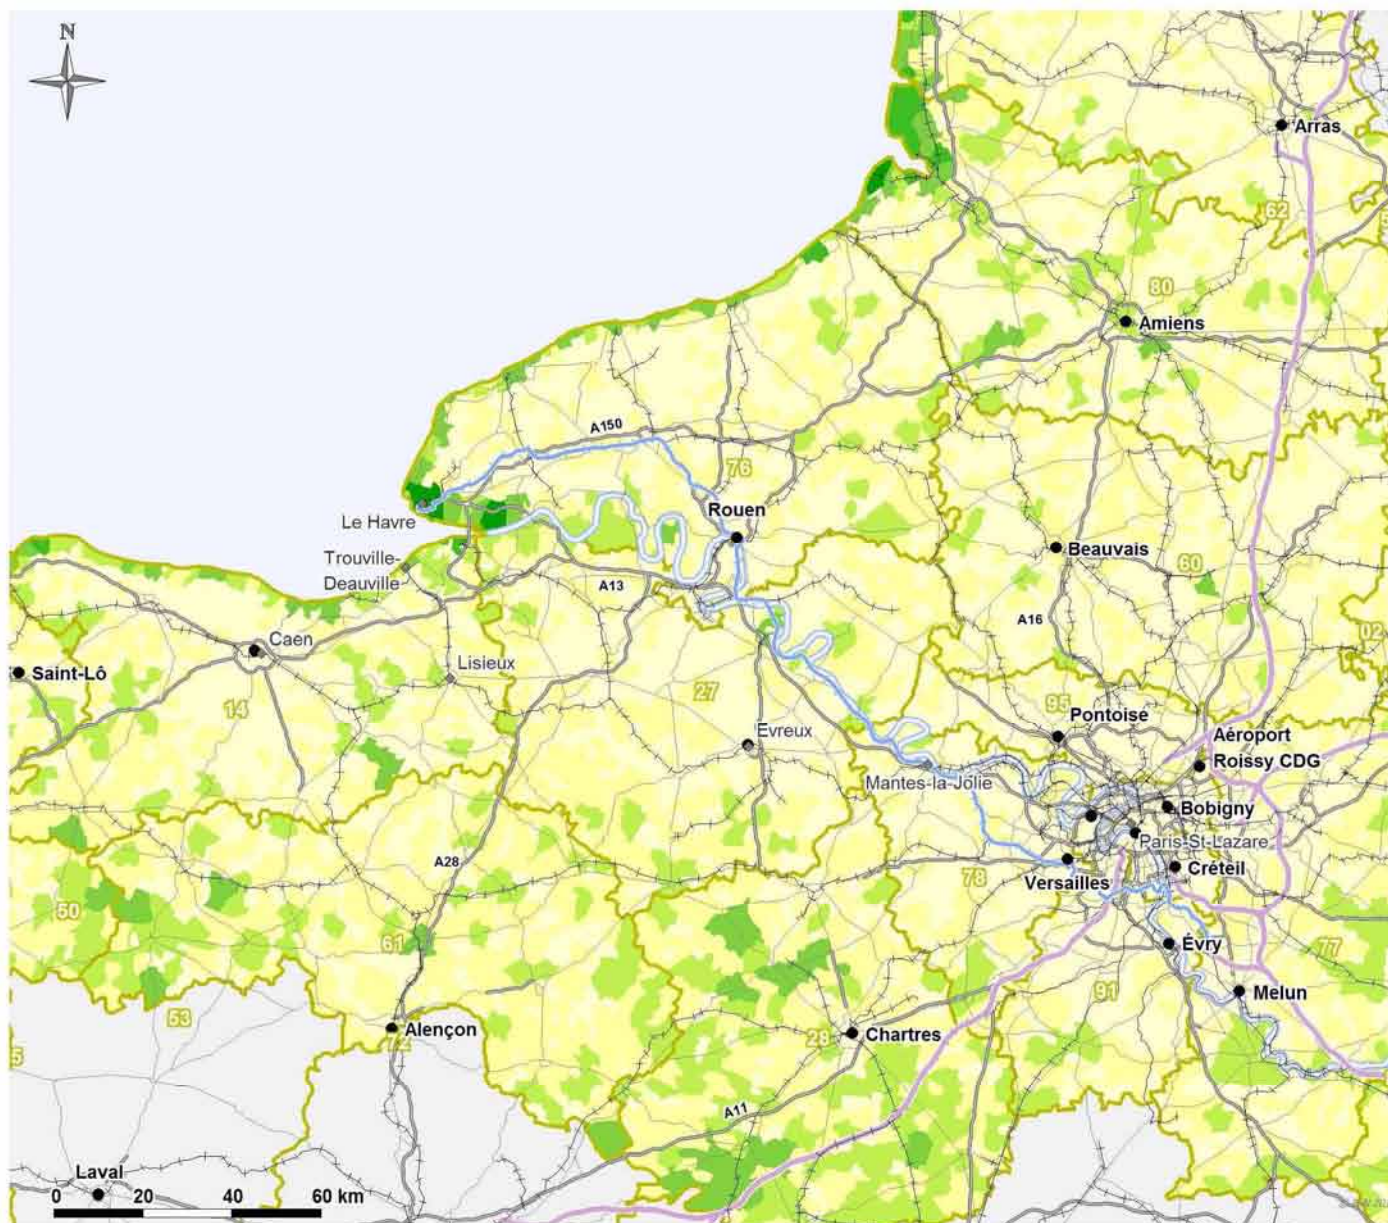 N
Arras
62
80
Amiens
A150
76
Le Havre
Rouen
Trouville-
Deauville
Beauvais
A13
60
A16
Caen
02
Lisieux
Saint-Lô
27
95
14
Pontoise
Evreux
Aéroport
Roissy CDG
Mantes-la-Jolie
Bobigny
Paris-St-Lazare
A28
Créteil
78
Versailles
50
61
Évry
77
91
Melun
53
Alençon
72
28
Chartres
A11
Laval
0 20 40 60 km